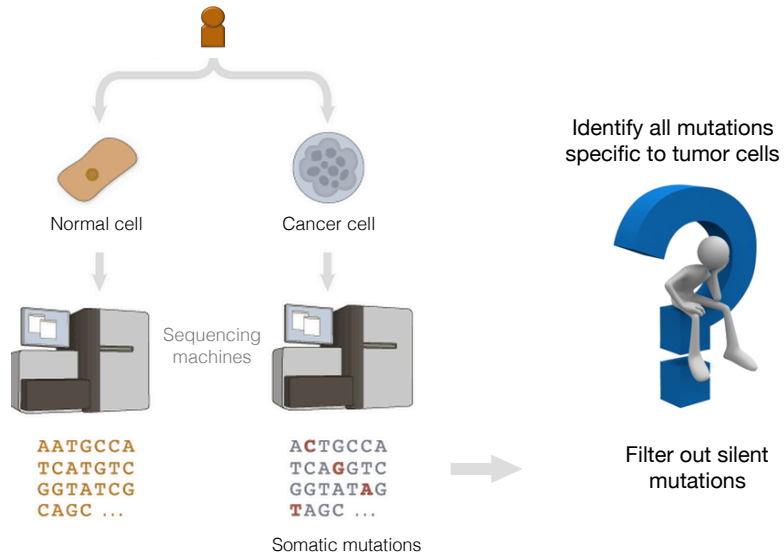 Normal cell
Cancer cell
Sequencing
machines
AATGCCA
TCATGTC
GGTATCG
CAGC ...
ACTGCCA
TCAGGTC
GGTATAG
TAGC ...
Somatic mutations
Identify all mutations
specific to tumor cells
Filter out silent
mutations